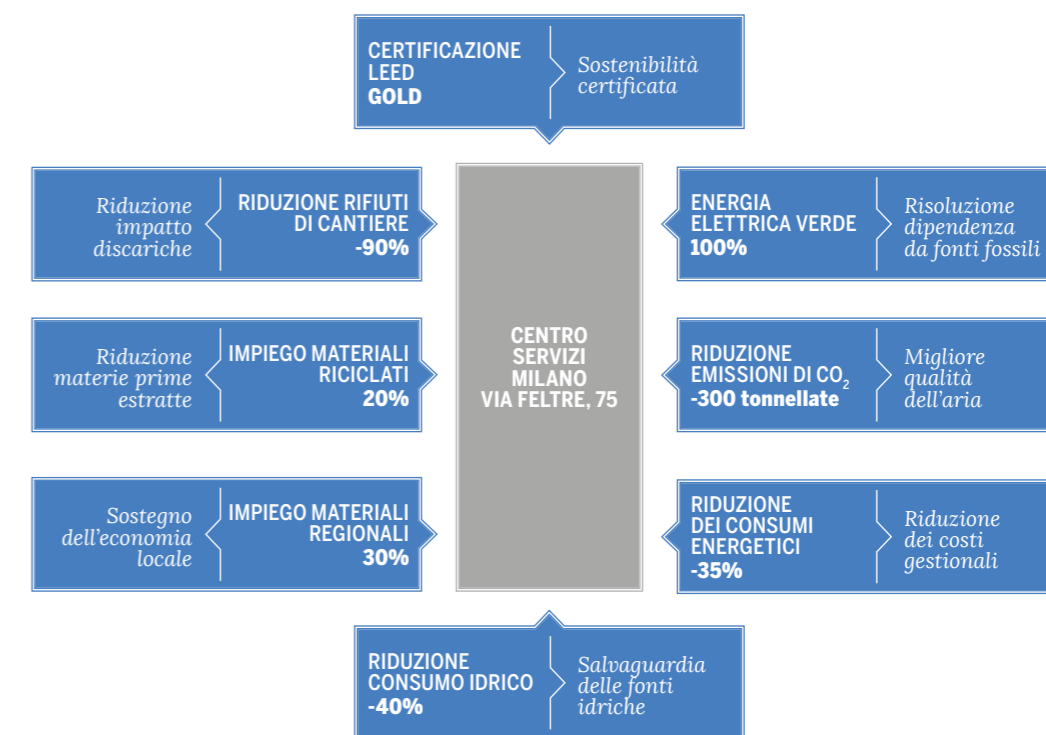 CERTIFICAZIONE
LEED
GOLD
Sostenibilità
certificata
Riduzione
impatto
discariche
RIDUZIONE RIFIUTI
DI CANTIERE
-90%
ENERGIA
ELETTRICA VERDE
100%
Risoluzione
dipendenza
da fonti fossili
Riduzione
materie prime
estratte
IMPIEGO MATERIALI
RICICLATI
20%
CENTRO
SERVIZI
MILANO
VIA FELTRE, 75
RIDUZIONE
EMISSIONI DI CO₂
-300 tonnellate
Migliore
qualità
dell'aria
Sostegno
dell'economia
locale
IMPIEGO MATERIALI
REGIONALI
30%
RIDUZIONE
DEI CONSUMI
ENERGETICI
-35%
Riduzione
dei costi
gestionali
RIDUZIONE
CONSUMO IDRICO
-40%
Salvaguardia
delle fonti
idriche